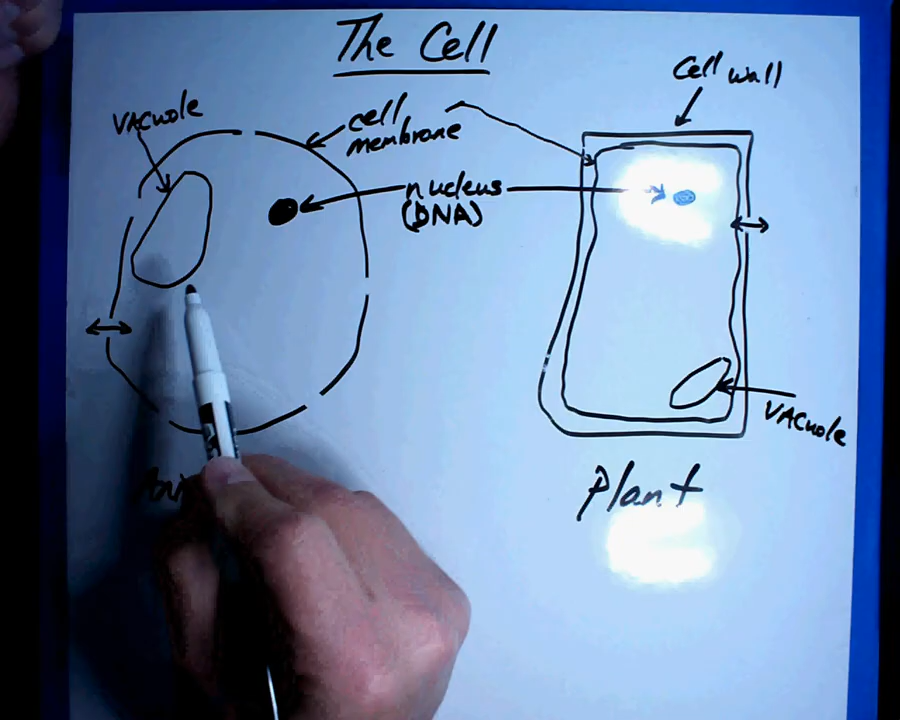 The Cell
Cell wall
VACUOLE
cell
membrane
nucleus
(DNA)
VACUOLE
Plant